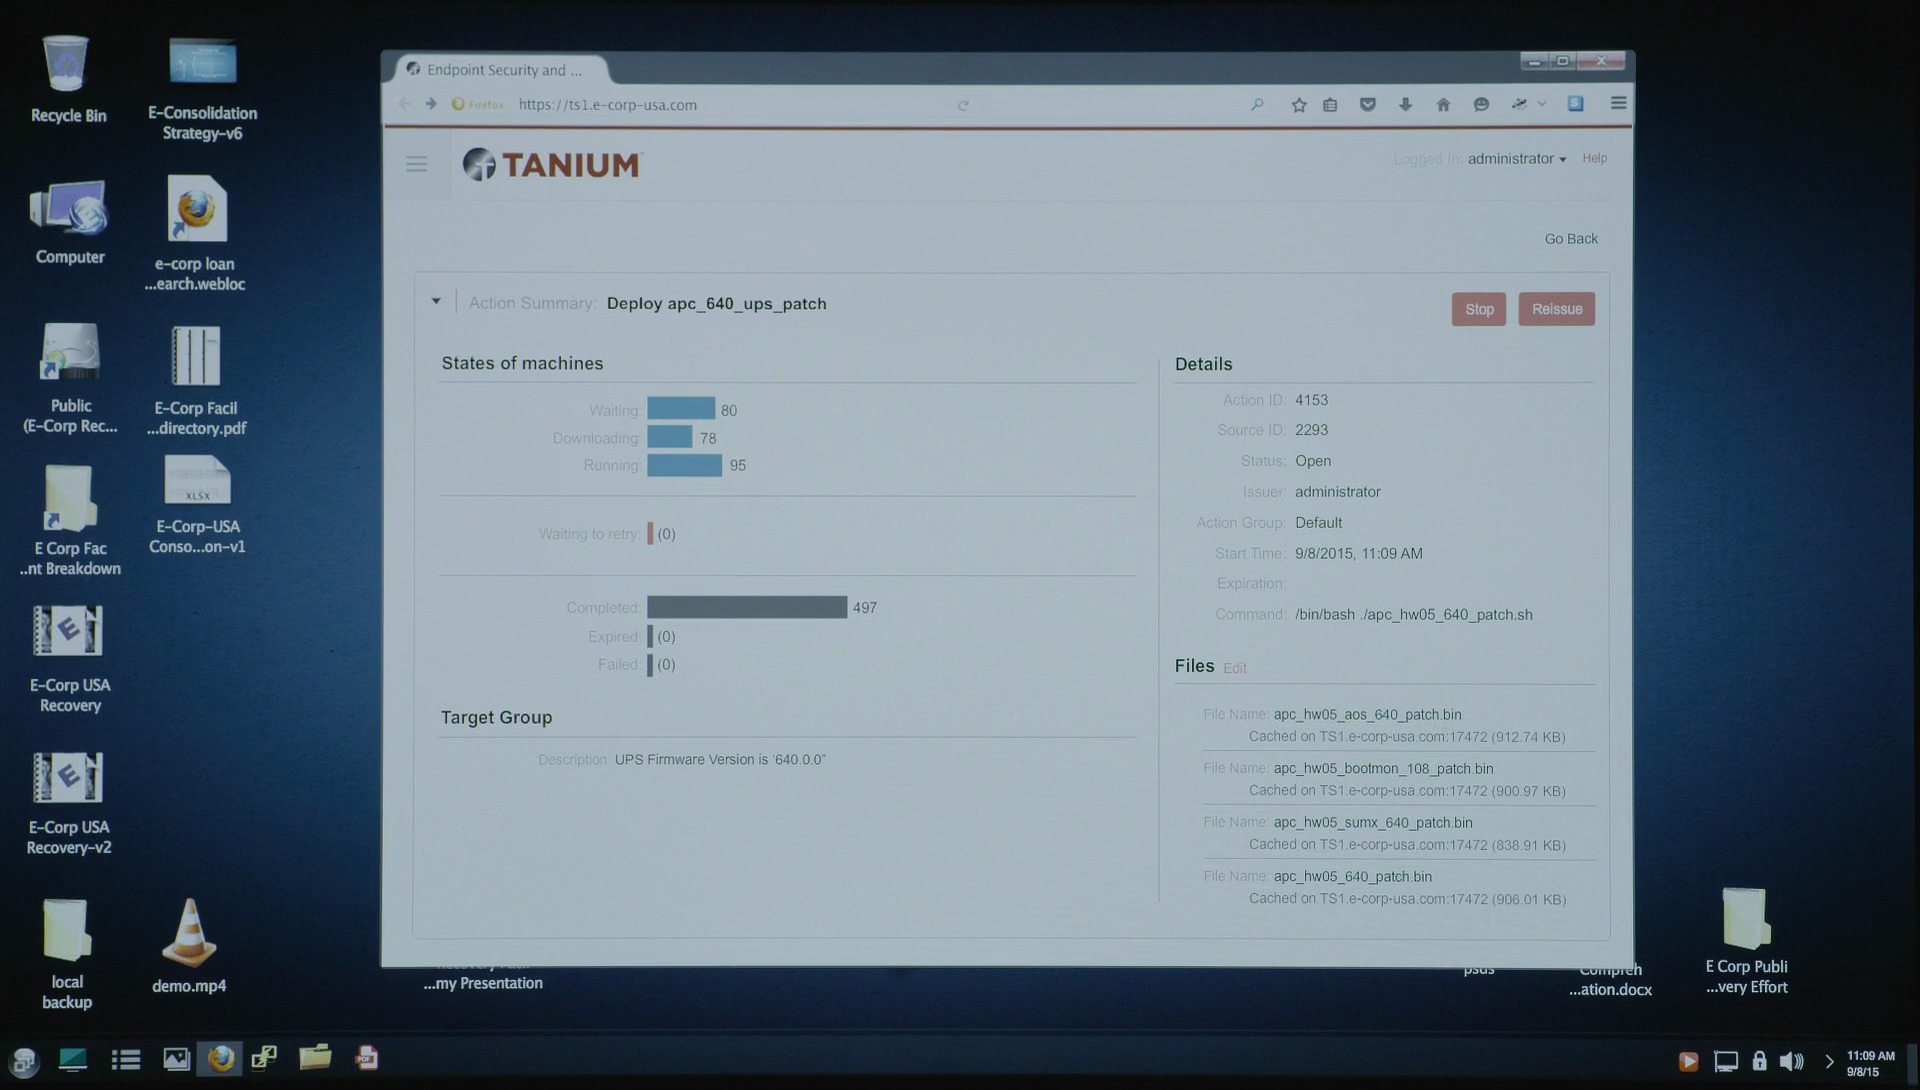 Recycle Bin
E-Consolidation
Strategy-v6
Computer
e-corp loan
...earch.webloc
Public
(E-Corp Rec...
E-Corp Facil
...directory.pdf
E Corp Fac
..nt Breakdown
XLSX
E-Corp-USA
Conso...on-v1
E-Corp USA
Recovery
E-Corp USA
Recovery-v2
local
backup
demo.mp4
Endpoint Security and ...
Firefox
https://ts1.e-corp-usa.com
TANIUM
Logged In: administrator
Help
Go Back
Action Summary: Deploy apc_640_ups_patch
Stop
Reissue
States of machines
Waiting: 80
Downloading: 78
Running: 95
Waiting to retry: (0)
Completed: 497
Expired: (0)
Failed: (0)
Target Group
Description: UPS Firmware Version is '640.0.0"
Details
Action ID: 4153
Source ID: 2293
Status: Open
Issuer: administrator
Action Group: Default
Start Time: 9/8/2015, 11:09 AM
Expiration:
Command: /bin/bash ./apc_hw05_640_patch.sh
Files Edit
File Name: apc_hw05_aos_640_patch.bin
Cached on TS1.e-corp-usa.com:17472 (912.74 KB)
File Name: apc_hw05_bootmon_108_patch.bin
Cached on TS1.e-corp-usa.com:17472 (900.97 KB)
File Name: apc_hw05_sumx_640_patch.bin
Cached on TS1.e-corp-usa.com:17472 (838.91 KB)
File Name: apc_hw05_640_patch.bin
Cached on TS1.e-corp-usa.com:17472 (906.01 KB)
...my Presentation
...ation.docx
E Corp Publi
...very Effort
PDF
11:09 AM
9/8/15